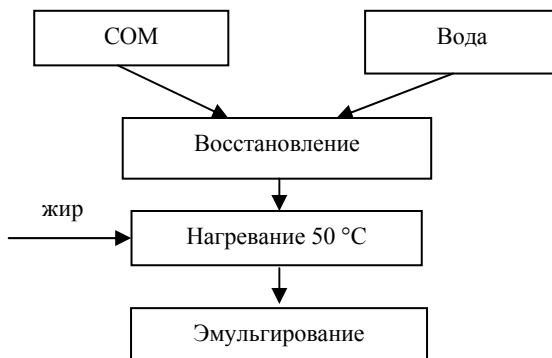 СОМ
Вода
Восстановление
жир
Нагревание 50 °С
Эмульгирование